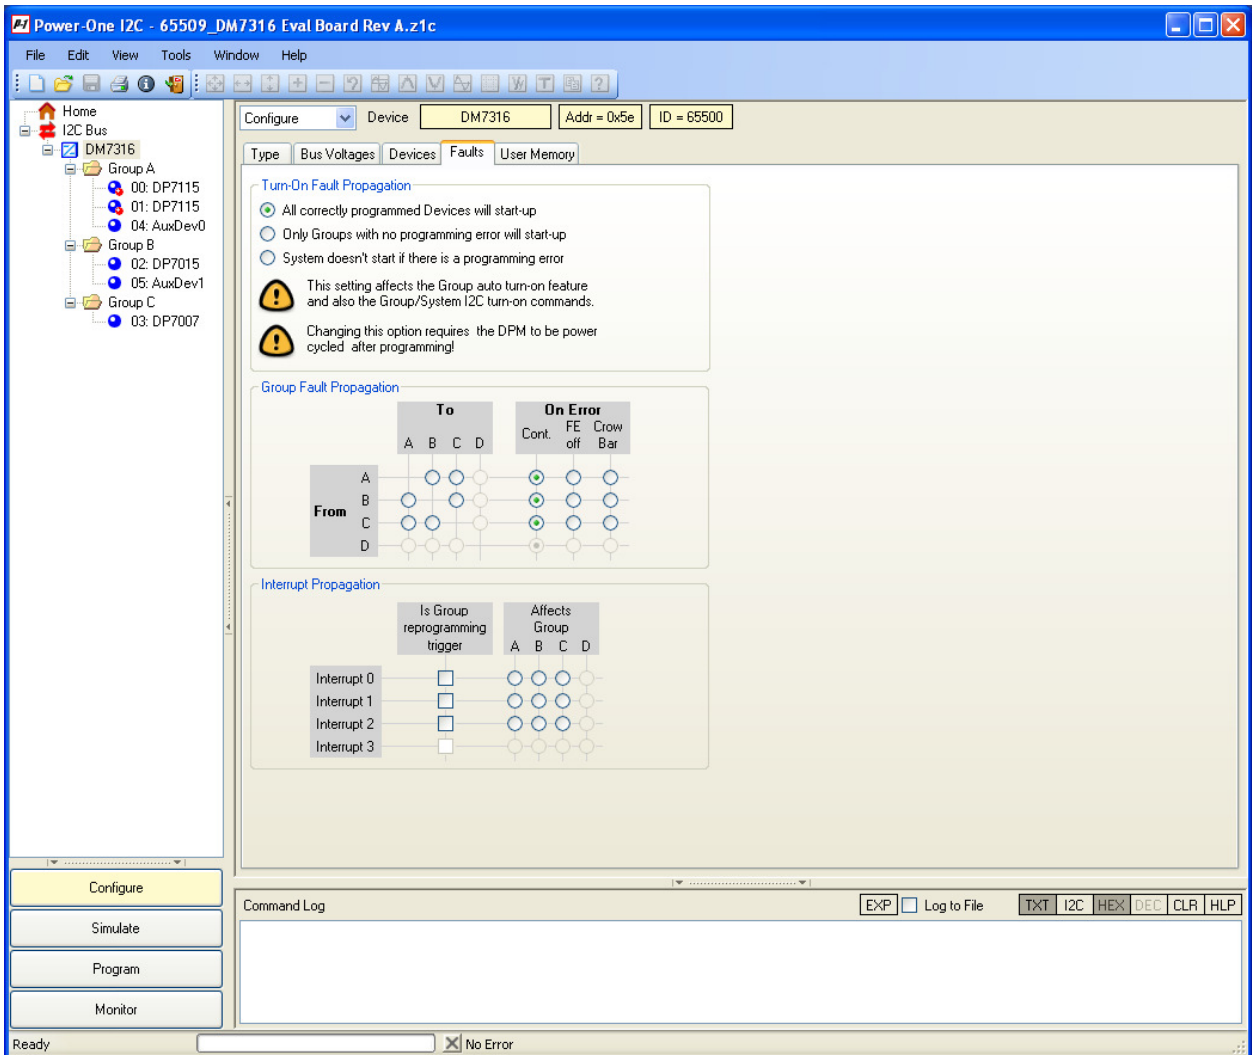 Power-One I2C - 65509_DM7316 Eval Board Rev A.z1c
File Edit View Tools Window Help
Home
I2C Bus
DM7316
Group A
00: DP7115
01: DP7115
04: AuxDev0
Group B
02: DP7015
05: AuxDev1
Group C
03: DP7007
Configure
Simulate
Program
Monitor
Configure Device DM7316 Addr = 0x5e ID = 65500
Type Bus Voltages Devices Faults User Memory
Turn-On Fault Propagation
All correctly programmed Devices will start-up
Only Groups with no programming error will start-up
System doesn't start if there is a programming error
This setting affects the Group auto turn-on feature
and also the Group/System I2C turn-on commands.
Changing this option requires the DPM to be power
cycled after programming!
Group Fault Propagation
To
A B C D
On Error
Cont. FE off Crow Bar
From
A
B
C
D
Interrupt Propagation
Is Group
reprogramming
trigger
Affects
Group
A B C D
Interrupt 0
Interrupt 1
Interrupt 2
Interrupt 3
Command Log EXP Log to File TXT I2C HEX DEC CLR HLP
Ready No Error